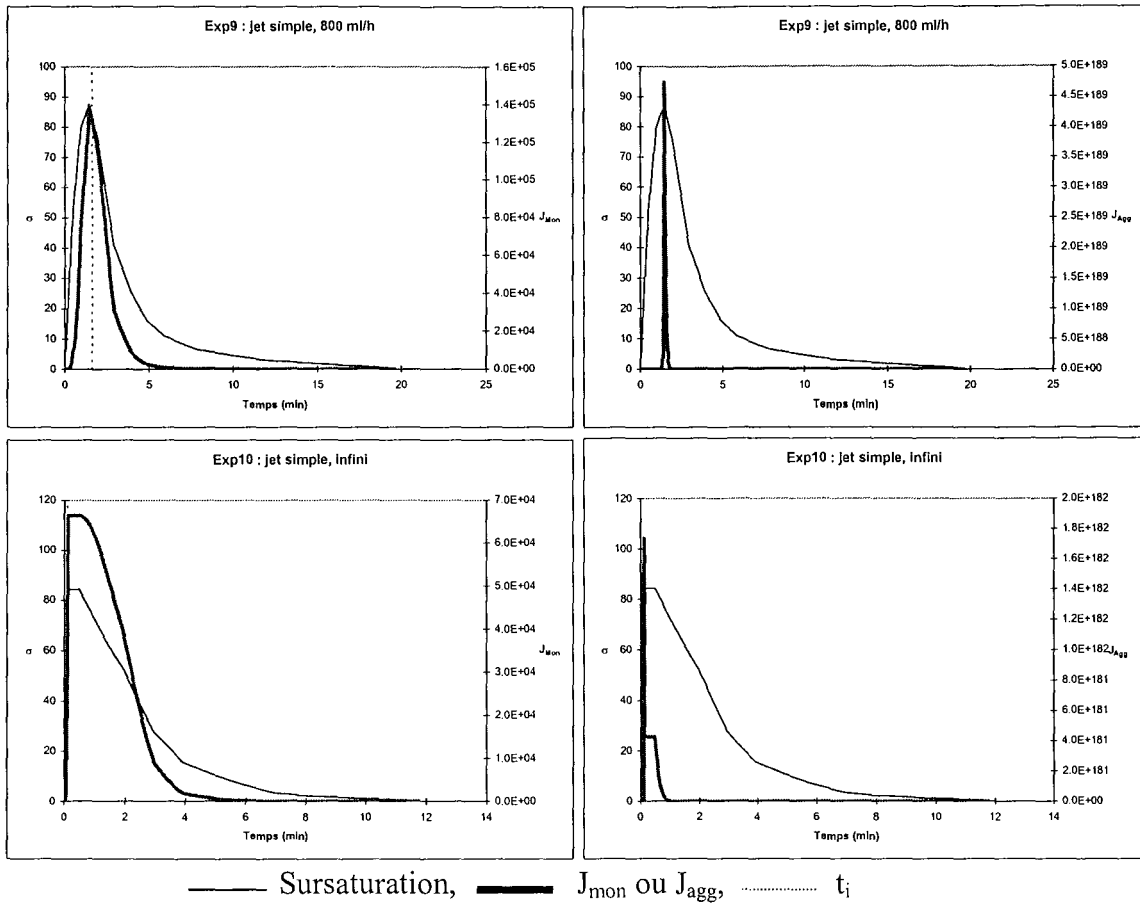 Exp9 : jet simple, 800 ml/h
100
90
80
70
60
50
40
30
20
10
0
σ
1.6E+05
1.4E+05
1.2E+05
1.0E+05
8.0E+04
6.0E+04
4.0E+04
2.0E+04
0.0E+00
J_Mon
0 5 10 15 20 25
Temps (min)
Exp9 : jet simple, 800 ml/h
100
90
80
70
60
50
40
30
20
10
0
σ
5.0E+189
4.5E+189
4.0E+189
3.5E+189
3.0E+189
2.5E+189
2.0E+189
1.5E+189
1.0E+189
5.0E+188
0.0E+00
J_Agg
0 5 10 15 20 25
Temps (min)
Exp10 : jet simple, infini
120
100
80
60
40
20
0
σ
7.0E+04
6.0E+04
5.0E+04
4.0E+04
3.0E+04
2.0E+04
1.0E+04
0.0E+00
J_Mon
0 2 4 6 8 10 12 14
Temps (min)
Exp10 : jet simple, infini
120
100
80
60
40
20
0
σ
2.0E+182
1.8E+182
1.6E+182
1.4E+182
1.2E+182
1.0E+182
8.0E+181
6.0E+181
4.0E+181
2.0E+181
0.0E+00
J_Agg
0 2 4 6 8 10 12 14
Temps (min)
Sursaturation, J_mon ou J_agg, t_i